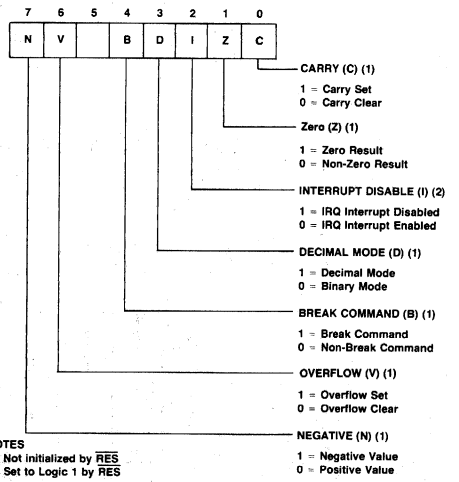 7 6 5 4 3 2 1 0
N V B D I Z C
CARRY (C) (1)
1 = Carry Set
0 = Carry Clear
Zero (Z) (1)
1 = Zero Result
0 = Non-Zero Result
INTERRUPT DISABLE (I) (2)
1 = IRQ Interrupt Disabled
0 = IRQ Interrupt Enabled
DECIMAL MODE (D) (1)
1 = Decimal Mode
0 = Binary Mode
BREAK COMMAND (B) (1)
1 = Break Command
0 = Non-Break Command
OVERFLOW (V) (1)
1 = Overflow Set
0 = Overflow Clear
NEGATIVE (N) (1)
1 = Negative Value
0 = Positive Value
OTES
Not initialized by RES
Set to Logic 1 by RES